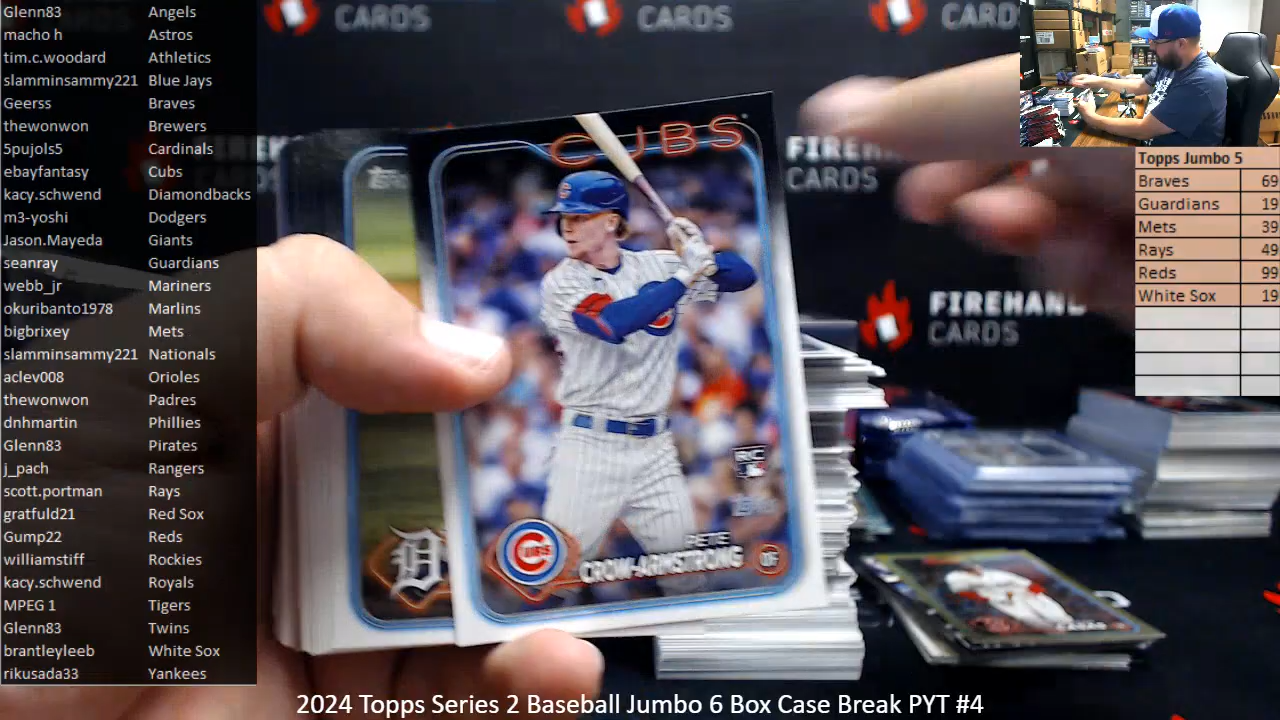 Glenn83 Angels
macho h Astros
tim.c.woodard Athletics
slamminsammy221 Blue Jays
Geerss Braves
thewonwon Brewers
5pujols5 Cardinals
ebayfantasy Cubs
kacy.schwend Diamondbacks
m3-yoshi Dodgers
Jason.Mayeda Giants
seanray Guardians
webb_jr Mariners
okuribanto1978 Marlins
bigbrixey Mets
slamminsammy221 Nationals
aclev008 Orioles
thewonwon Padres
dnhmartin Phillies
Glenn83 Pirates
j_pach Rangers
scott.portman Rays
gratfuld21 Red Sox
Gump22 Reds
williamstiff Rockies
kacy.schwend Royals
MPEG 1 Tigers
Glenn83 Twins
brantleyleeb White Sox
rikusada33 Yankees
CARDS
CARDS
CARDS
CUBS
FIREHAND
CARDS
FIREHAND
CARDS
RC
CUBS
PETE
CROW-ARMSTRONG
OF
D
Topps Jumbo 5
Braves 69
Guardians 19
Mets 39
Rays 49
Reds 99
White Sox 19
2024 Topps Series 2 Baseball Jumbo 6 Box Case Break PYT #4